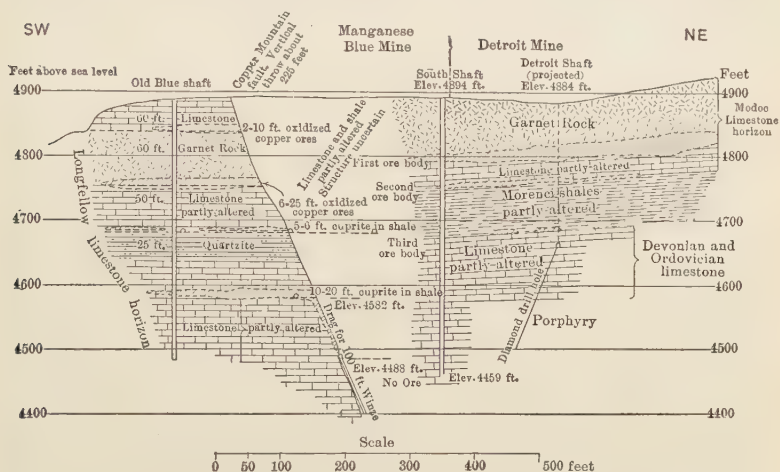 SW
NE
Manganese
Blue Mine
Detroit Mine
Copper Mountain
fault. Vertical
throw about
225 feet
Feet above sea level
Old Blue shaft
South Shaft
Elev. 4894 ft.
Detroit Shaft
(projected)
Elev. 4884 ft.
Feet
4900
4900
60 ft.
Limestone
2-10 ft. oxidized
copper ores
Limestone and shale
partly altered
Structure uncertain
Garnet Rock
Modoc
Limestone
horizon
60 ft.
Garnet Rock
4800
First ore body
4800
Limestone partly-altered
Longfellow
limestone horizon
50 ft.
Limestone
partly-altered
6-25 ft. oxidized
copper ores
Second
ore body
Morenci shales
partly-altered
4700
4700
5-6 ft. cuprite in shale
25 ft.
Quartzite
Third
ore body
Limestone
partly-altered
Devonian and
Ordovician
limestone
4600
4600
10-20 ft. cuprite in shale
Elev. 4582 ft.
Diamond drill hole
Porphyry
Limestone partly-altered
Drag for 100 ft. Winze
4500
4500
Elev. 4488 ft.
No Ore
Elev. 4459 ft.
4400
4400
Scale
0 50 100 200 300 400 500 feet